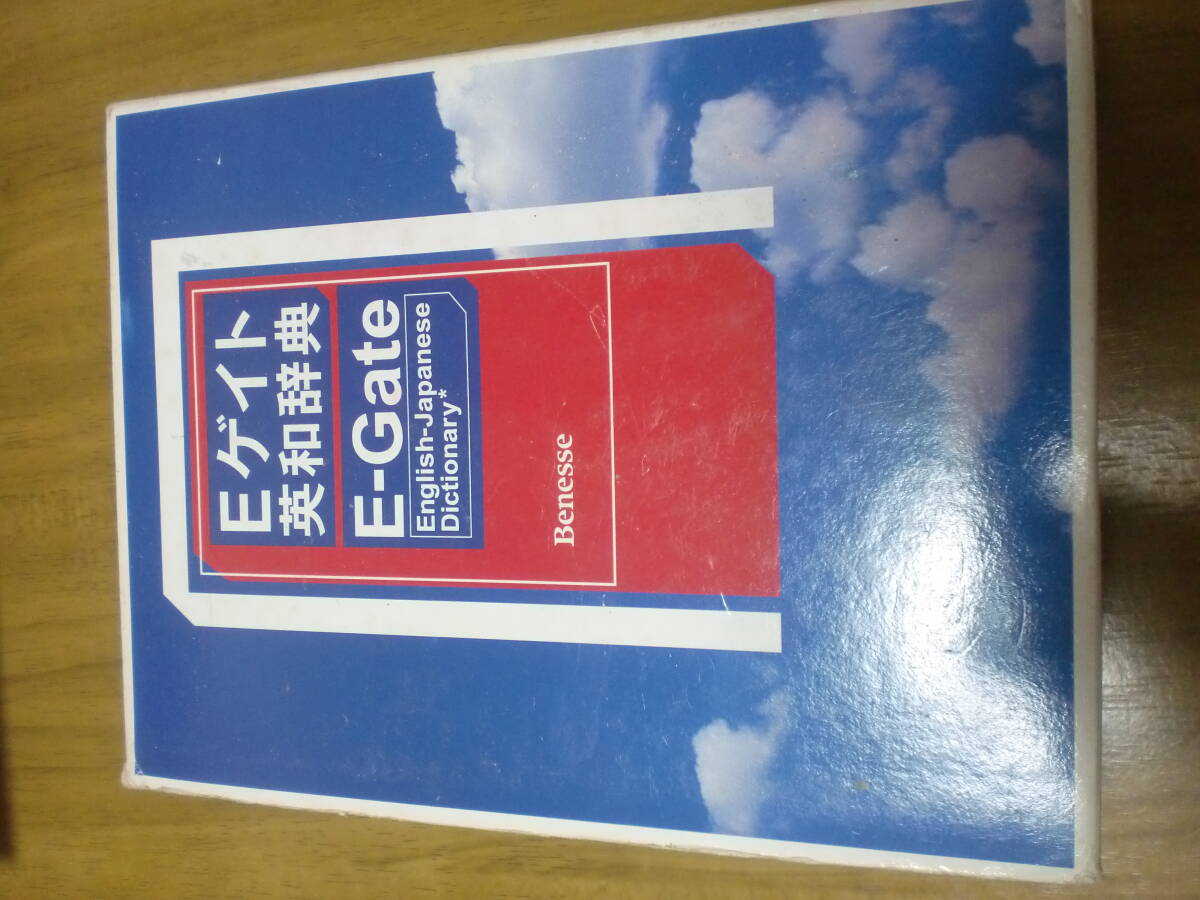 Eゲイト
英和辞典
E-Gate
English-Japanese
Dictionary*
Benesse